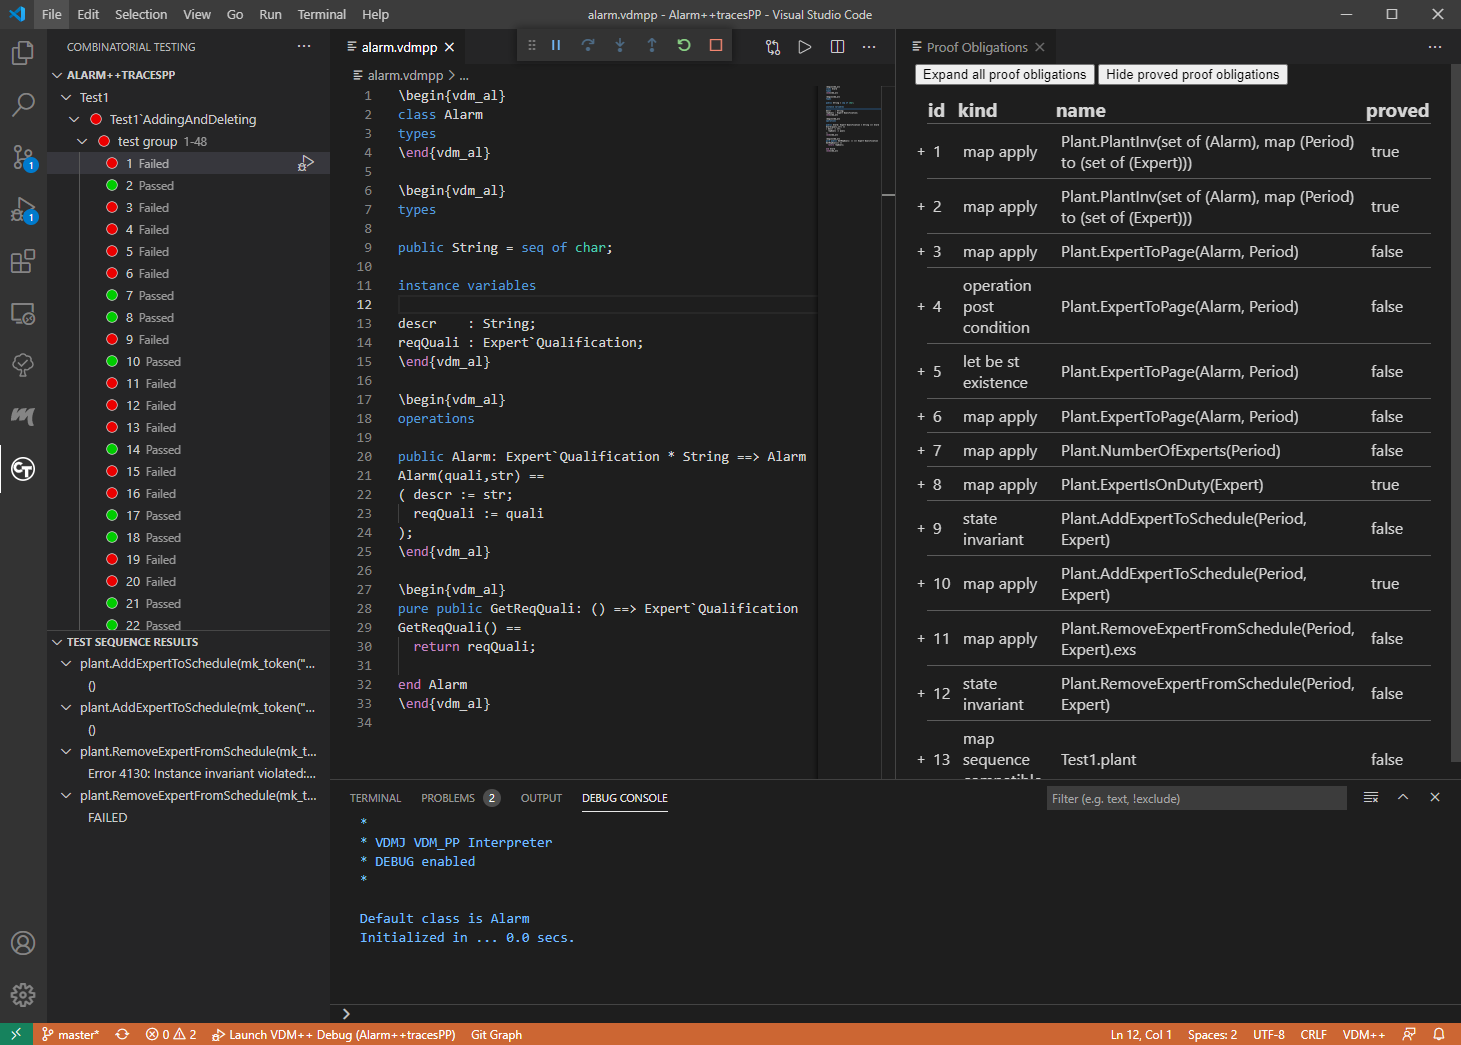 File Edit Selection View Go Run Terminal Help
alarm.vdmpp - Alarm++tracesPP - Visual Studio Code
COMBINATORIAL TESTING
ALARM++TRACESPP
Test1
Test1`AddingAndDeleting
test group 1-48
1 Failed
2 Passed
3 Failed
4 Failed
5 Failed
6 Failed
7 Passed
8 Passed
9 Failed
10 Passed
11 Failed
12 Failed
13 Failed
14 Passed
15 Failed
16 Failed
17 Passed
18 Passed
19 Failed
20 Failed
21 Passed
22 Passed
TEST SEQUENCE RESULTS
plant.AddExpertToSchedule(mk_token("...
()
plant.AddExpertToSchedule(mk_token("...
()
plant.RemoveExpertFromSchedule(mk_t...
Error 4130: Instance invariant violated:...
plant.RemoveExpertFromSchedule(mk_t...
FAILED
1
1
CT
alarm.vdmpp
alarm.vdmpp > ...
1 \begin{vdm_al}
2 class Alarm
3 types
4 \end{vdm_al}
5
6 \begin{vdm_al}
7 types
8
9 public String = seq of char;
10
11 instance variables
12
13 descr    : String;
14 reqQuali : Expert`Qualification;
15 \end{vdm_al}
16
17 \begin{vdm_al}
18 operations
19
20 public Alarm: Expert`Qualification * String ==> Alarm
21 Alarm(quali,str) ==
22 ( descr := str;
23   reqQuali := quali
24 );
25 \end{vdm_al}
26
27 \begin{vdm_al}
28 pure public GetReqQuali: () ==> Expert`Qualification
29 GetReqQuali() ==
30   return reqQuali;
31
32 end Alarm
33 \end{vdm_al}
34
Proof Obligations
Expand all proof obligations Hide proved proof obligations
id kind name proved
+ 1 map apply Plant.PlantInv(set of (Alarm), map (Period)
to (set of (Expert))) true
+ 2 map apply Plant.PlantInv(set of (Alarm), map (Period)
to (set of (Expert))) true
+ 3 map apply Plant.ExpertToPage(Alarm, Period) false
operation
post
condition
+ 4 Plant.ExpertToPage(Alarm, Period) false
let be st
existence
+ 5 Plant.ExpertToPage(Alarm, Period) false
+ 6 map apply Plant.ExpertToPage(Alarm, Period) false
+ 7 map apply Plant.NumberOfExperts(Period) false
+ 8 map apply Plant.ExpertIsOnDuty(Expert) true
+ 9 state
invariant
Plant.AddExpertToSchedule(Period,
Expert) false
+ 10 map apply Plant.AddExpertToSchedule(Period,
Expert) true
+ 11 map apply Plant.RemoveExpertFromSchedule(Period,
Expert).exs false
+ 12 state
invariant
Plant.RemoveExpertFromSchedule(Period,
Expert) false
map
sequence
compatible
+ 13 Test1.plant false
TERMINAL PROBLEMS 2 OUTPUT DEBUG CONSOLE
Filter (e.g. text, !exclude)
*
* VDMJ VDM_PP Interpreter
* DEBUG enabled
*
Default class is Alarm
Initialized in ... 0.0 secs.
>
master* 0 2 Launch VDM++ Debug (Alarm++tracesPP) Git Graph
Ln 12, Col 1 Spaces: 2 UTF-8 CRLF VDM++